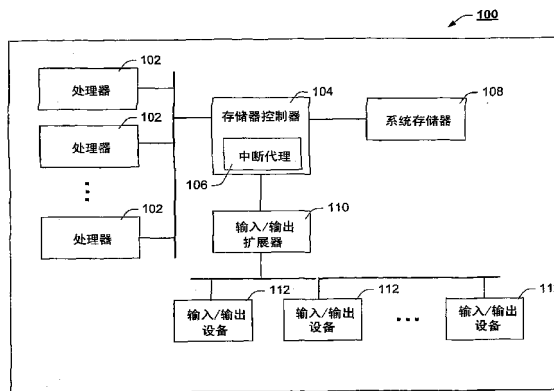 100
102
处理器
102
处理器
102
处理器
104
存储器控制器
中断代理
106
108
系统存储器
110
输入/输出
扩展器
112
输入/输出
设备
112
输入/输出
设备
输入/输出
设备